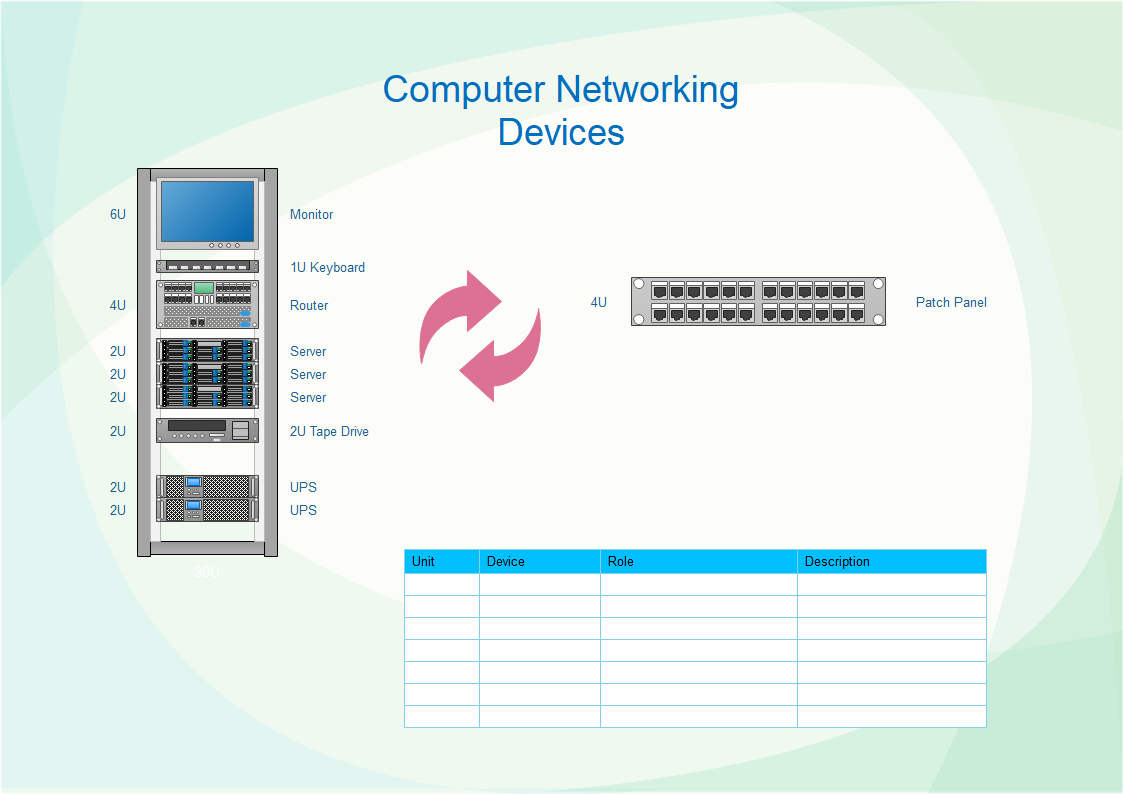 Computer Networking
Devices
6U Monitor
1U Keyboard
4U Router
4U Patch Panel
2U Server
2U Server
2U Server
2U 2U Tape Drive
2U UPS
2U UPS
30U
Unit Device Role Description